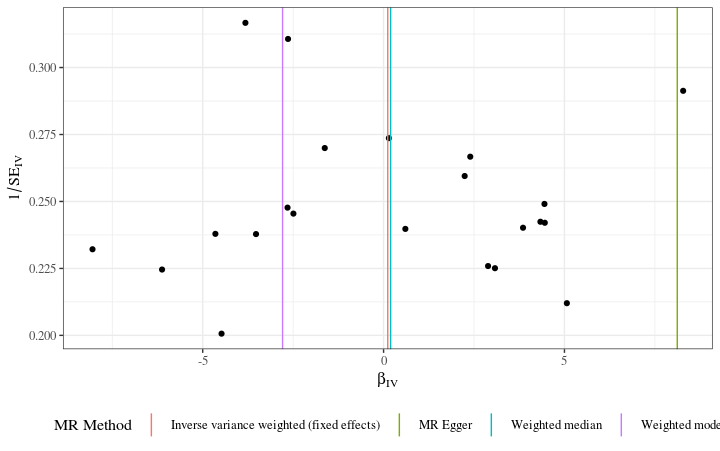 0.300
0.275
0.250
0.225
0.200
1/SE_IV
-5 0 5
β_IV
MR Method Inverse variance weighted (fixed effects) MR Egger Weighted median Weighted mode